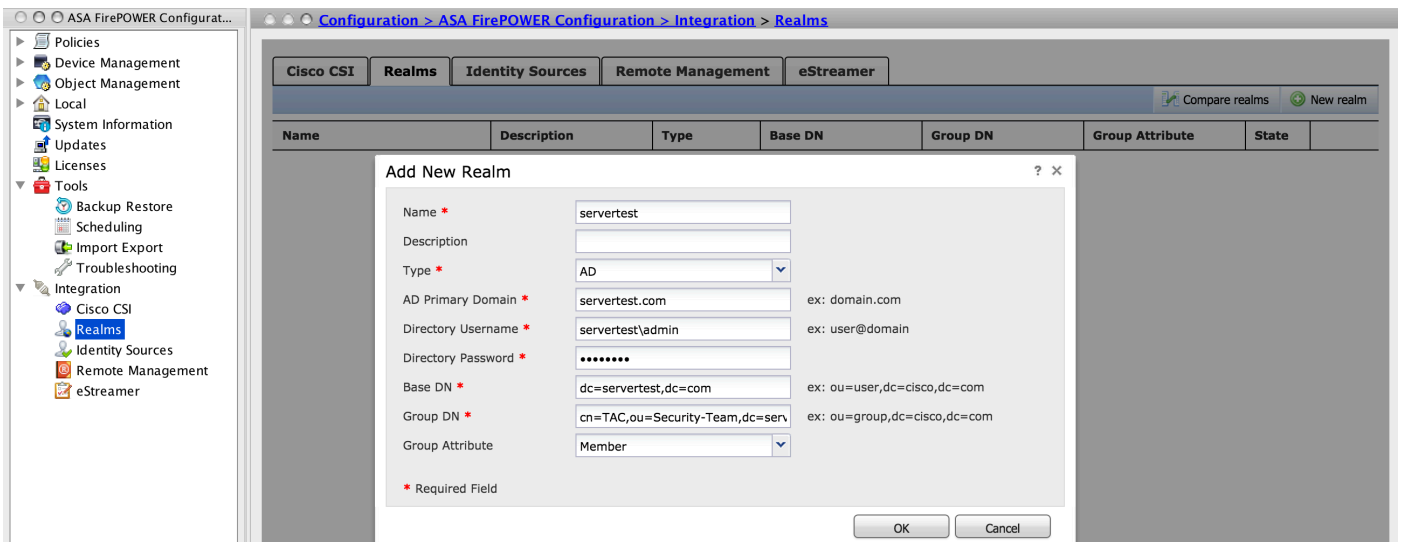 ASA FirePOWER Configurat...
Policies
Device Management
Object Management
Local
System Information
Updates
Licenses
Tools
Backup Restore
Scheduling
Import Export
Troubleshooting
Integration
Cisco CSI
Realms
Identity Sources
Remote Management
eStreamer
Configuration > ASA FirePOWER Configuration > Integration > Realms
Cisco CSI Realms Identity Sources Remote Management eStreamer
Compare realms New realm
Name Description Type Base DN Group DN Group Attribute State
Add New Realm ? ×
Name * servertest
Description
Type * AD
AD Primary Domain * servertest.com ex: domain.com
Directory Username * servertest\admin ex: user@domain
Directory Password * ••••••••
Base DN * dc=servertest,dc=com ex: ou=user,dc=cisco,dc=com
Group DN * cn=TAC,ou=Security-Team,dc=serv ex: ou=group,dc=cisco,dc=com
Group Attribute Member
* Required Field
OK Cancel